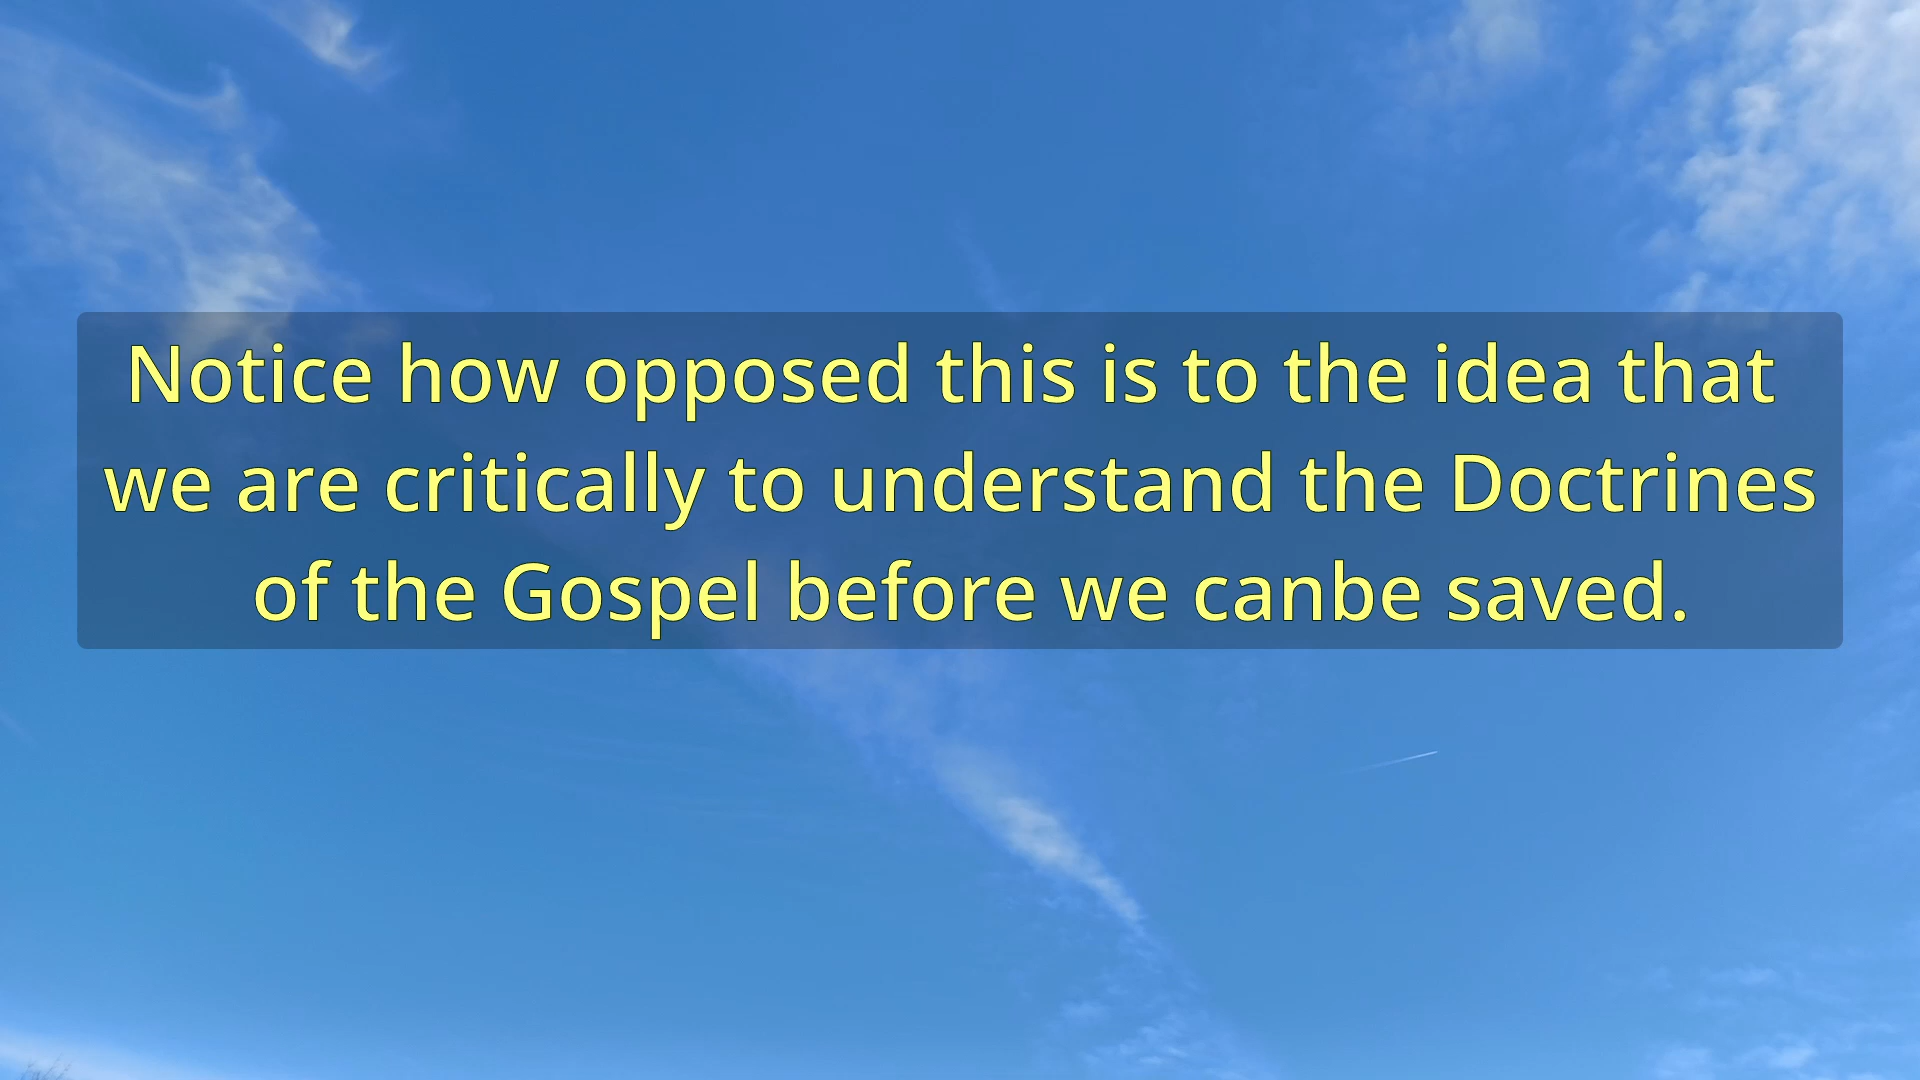 Notice how opposed this is to the idea that
we are critically to understand the Doctrines
of the Gospel before we canbe saved.